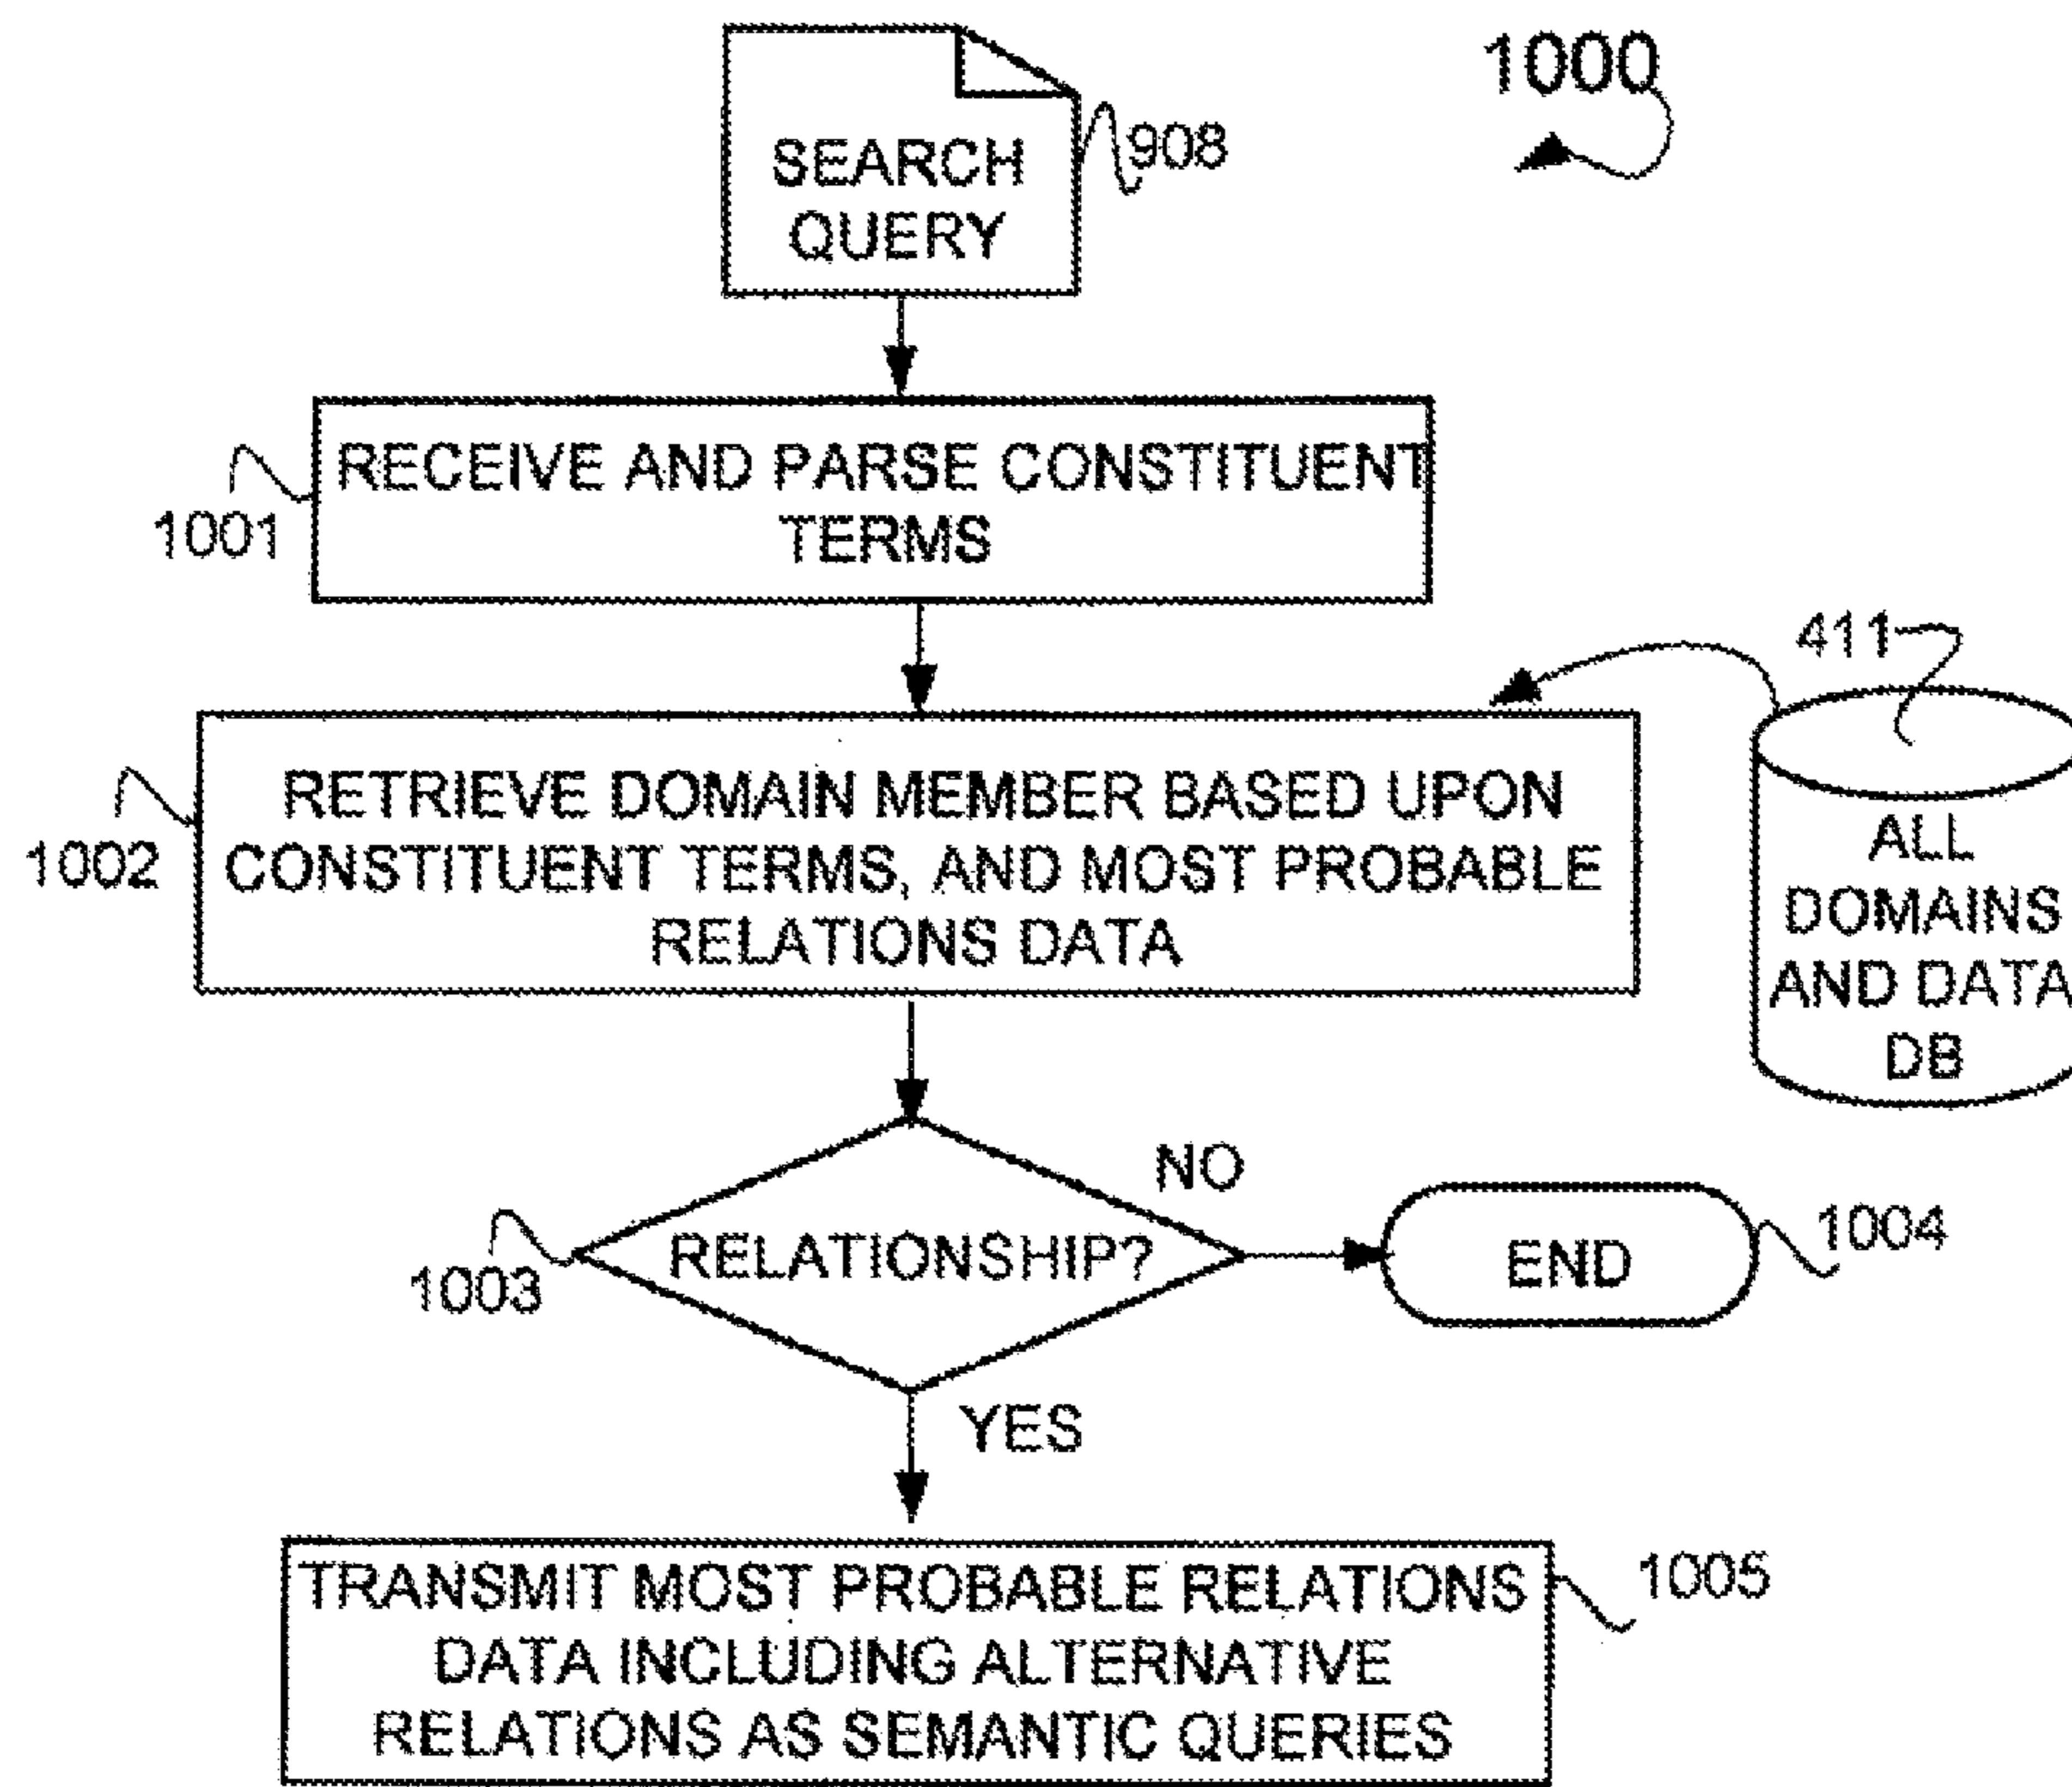 1000
SEARCH
QUERY
908
RECEIVE AND PARSE CONSTITUENT
TERMS
1001
411
RETRIEVE DOMAIN MEMBER BASED UPON
CONSTITUENT TERMS, AND MOST PROBABLE
RELATIONS DATA
1002
ALL
DOMAINS
AND DATA
DB
NO
RELATIONSHIP?
1003
END
1004
YES
TRANSMIT MOST PROBABLE RELATIONS
DATA INCLUDING ALTERNATIVE
RELATIONS AS SEMANTIC QUERIES
1005